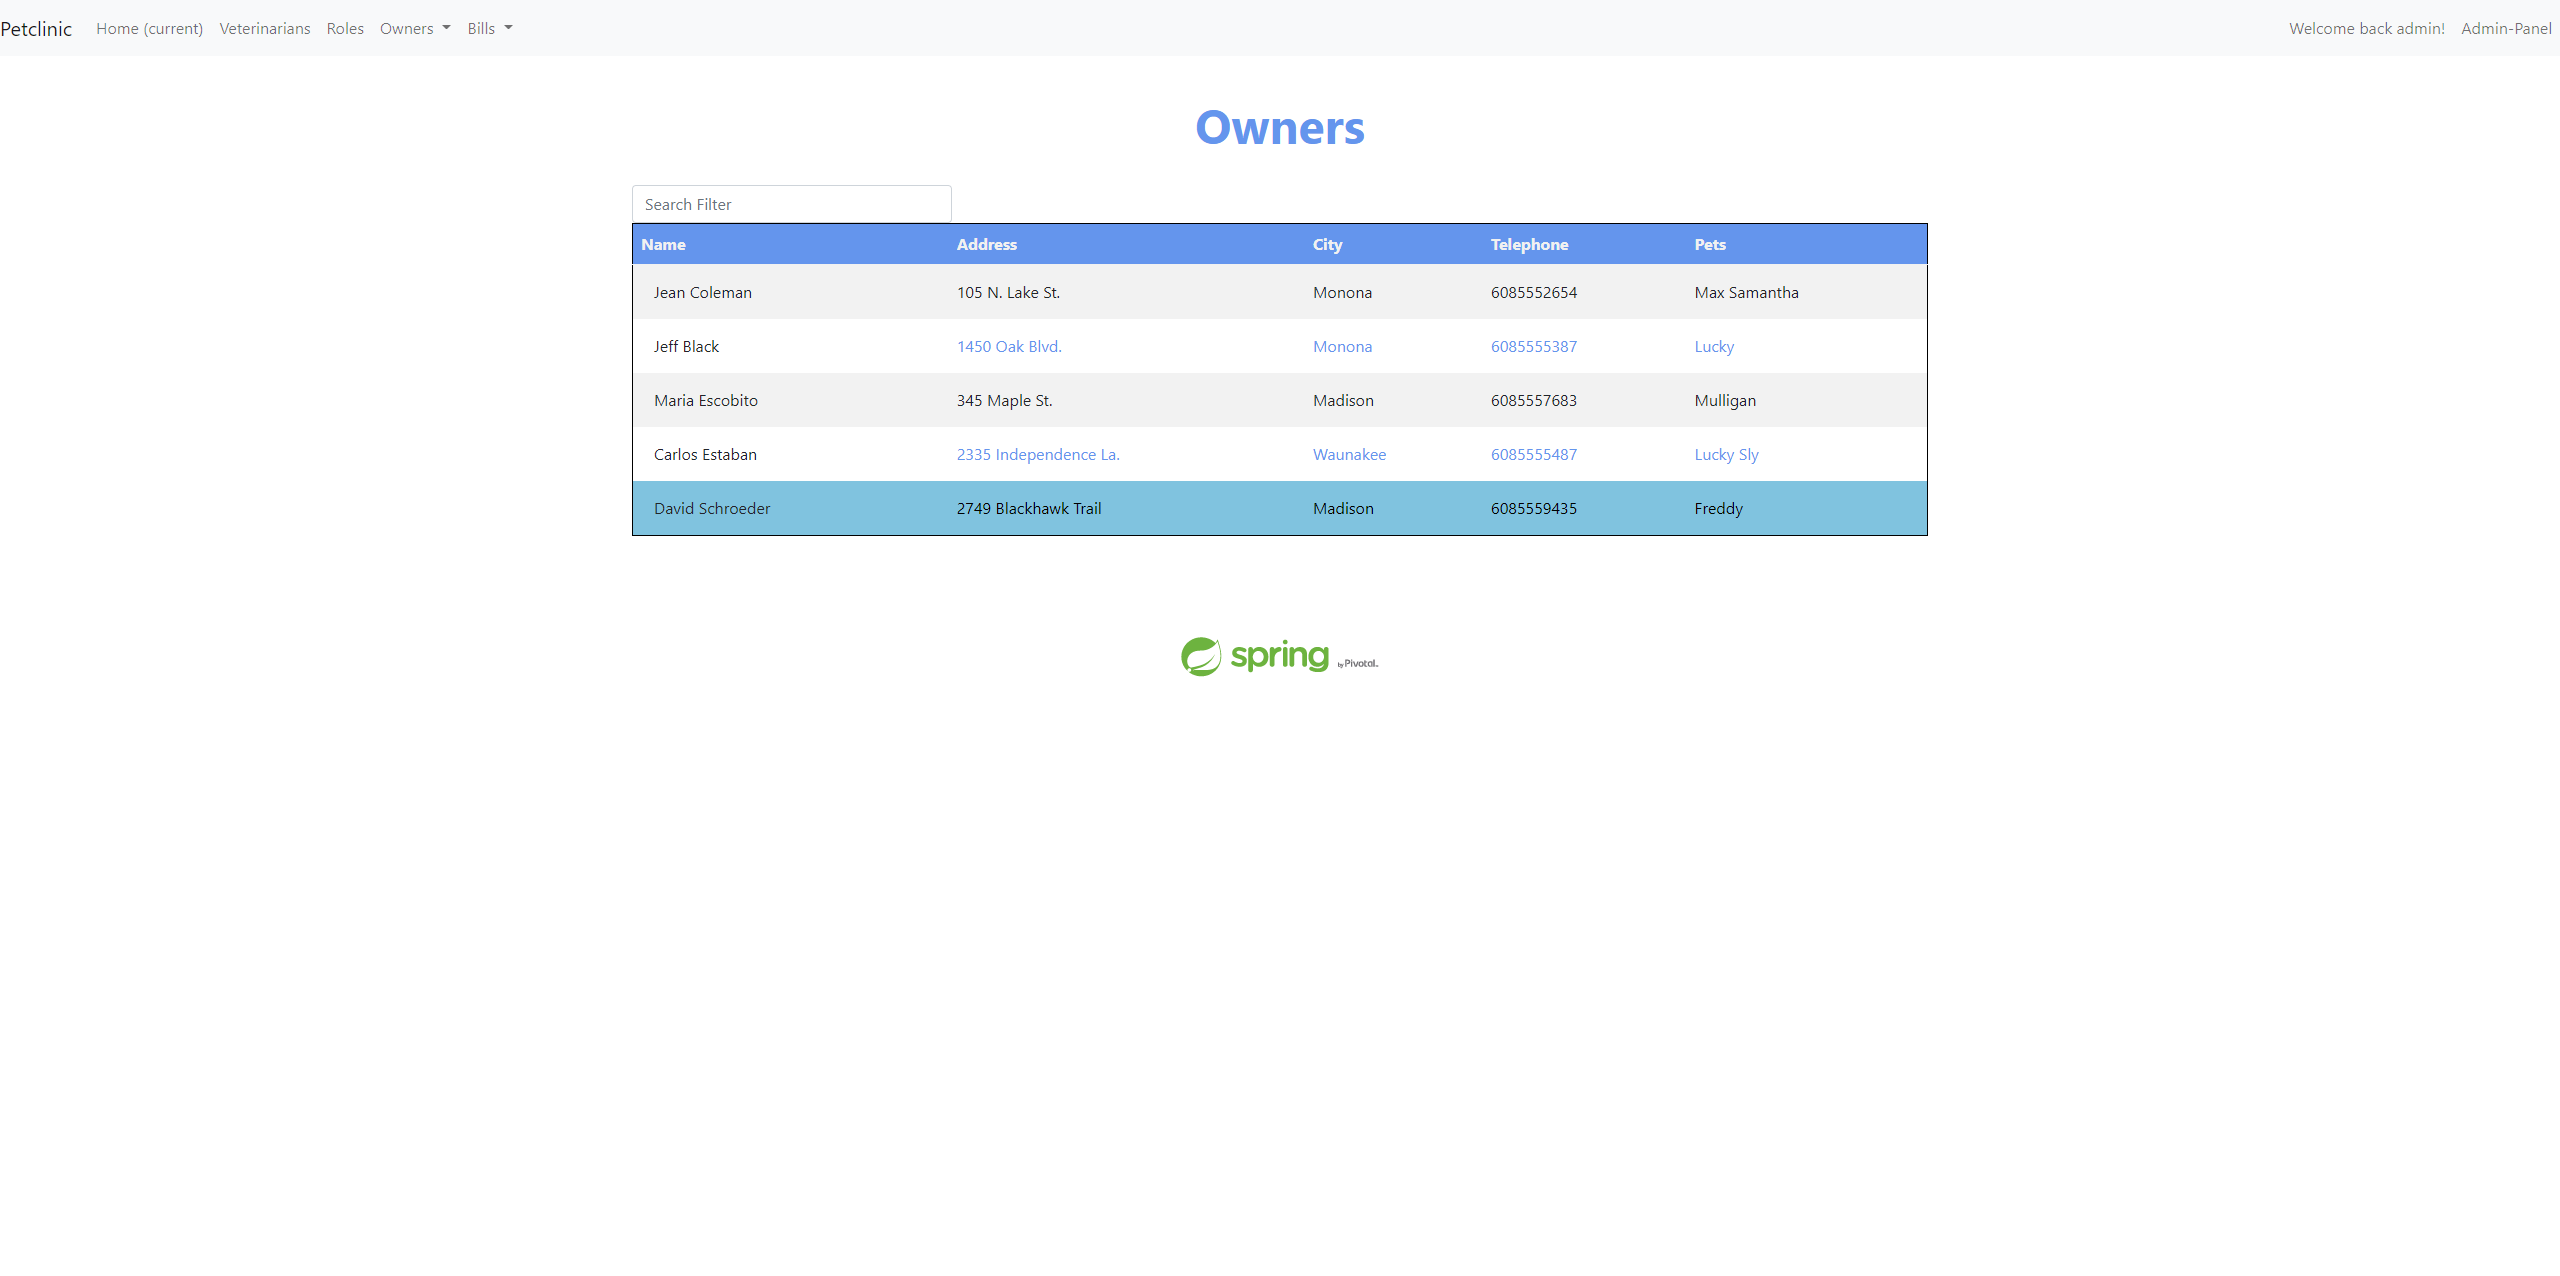 Petclinic Home (current) Veterinarians Roles Owners Bills Welcome back admin! Admin-Panel
Owners
Search Filter
Name Address City Telephone Pets
Jean Coleman 105 N. Lake St. Monona 6085552654 Max Samantha
Jeff Black 1450 Oak Blvd. Monona 6085555387 Lucky
Maria Escobito 345 Maple St. Madison 6085557683 Mulligan
Carlos Estaban 2335 Independence La. Waunakee 6085555487 Lucky Sly
David Schroeder 2749 Blackhawk Trail Madison 6085559435 Freddy
spring by Pivotal™